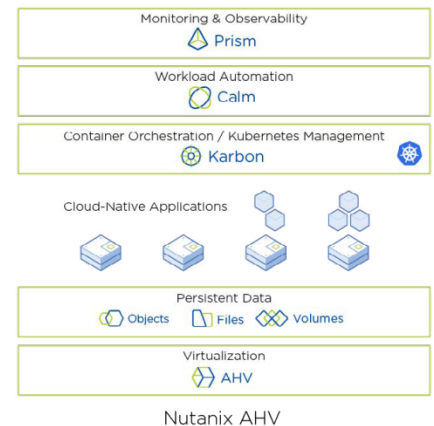 Monitoring & Observability
Prism
Workload Automation
Calm
Container Orchestration / Kubernetes Management
Karbon
Cloud-Native Applications
Persistent Data
Objects Files Volumes
Virtualization
AHV
Nutanix AHV